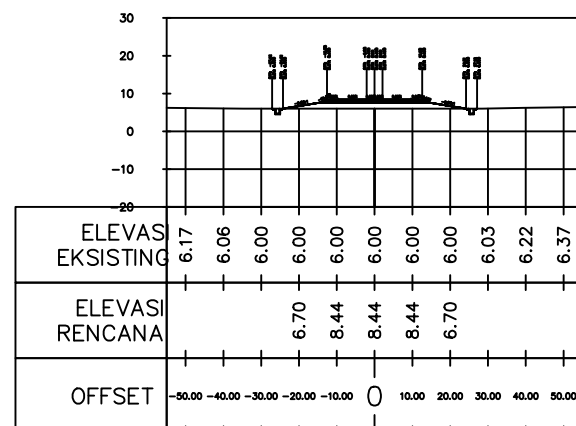 30
20
10
0
-10
-20
ELEVASI EKSISTING 6.17 6.06 6.00 6.00 6.00 6.00 6.00 6.00 6.03 6.22 6.37
ELEVASI RENCANA 6.70 8.44 8.44 8.44 6.70
OFFSET -50.00 -40.00 -30.00 -20.00 -10.00 0 10.00 20.00 30.00 40.00 50.00